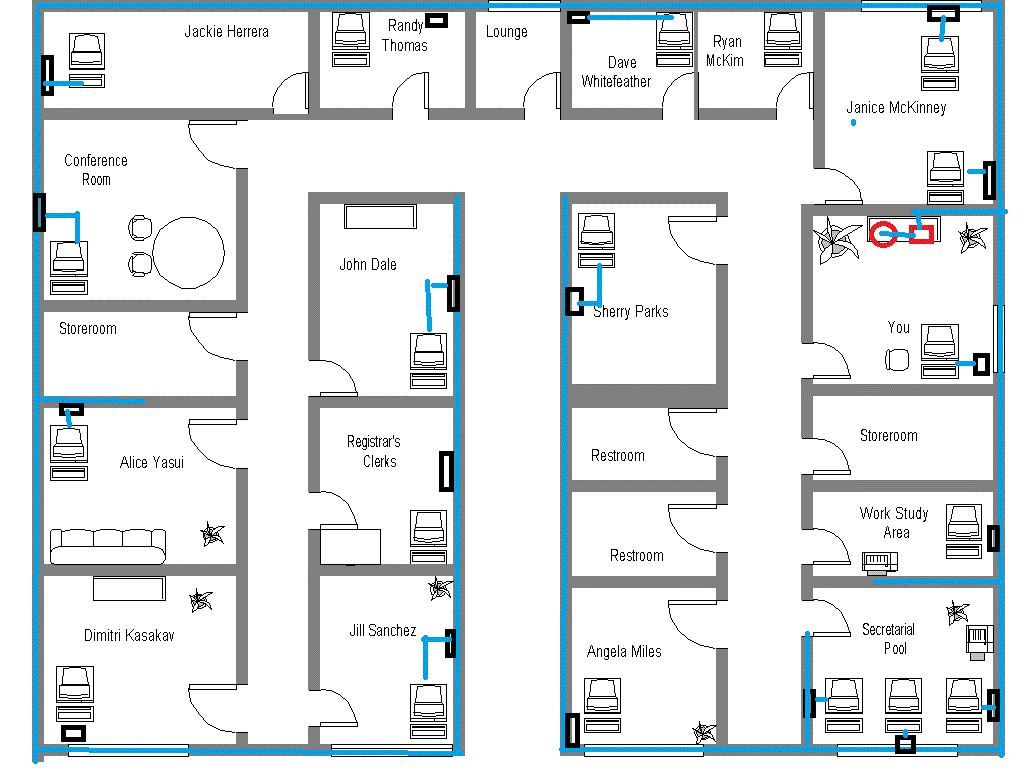 Jackie Herrera
Randy
Thomas
Lounge
Dave
Whitefeather
Ryan
McKim
Janice McKinney
Conference
Room
John Dale
Sherry Parks
You
Storeroom
Alice Yasui
Registrar's
Clerks
Restroom
Storeroom
Work Study
Area
Restroom
Dimitri Kasakav
Jill Sanchez
Angela Miles
Secretarial
Pool